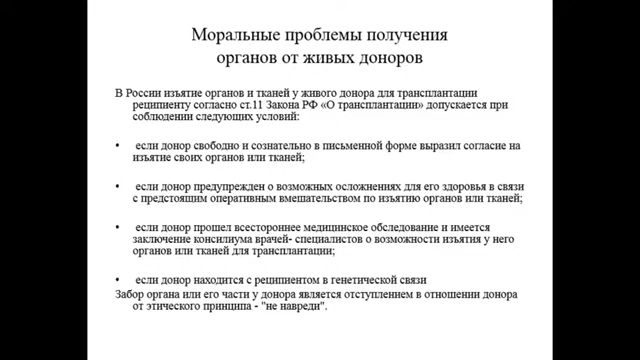 Моральные проблемы получения
органов от живых доноров
В России изъятие органов и тканей у живого донора для трансплантации
реципиенту согласно ст.11 Закона РФ «О трансплантации» допускается при
соблюдении следующих условий:
• если донор свободно и сознательно в письменной форме выразил согласие на
изъятие своих органов или тканей;
• если донор предупрежден о возможных осложнениях для его здоровья в связи
с предстоящим оперативным вмешательством по изъятию органов или тканей;
• если донор прошел всестороннее медицинское обследование и имеется
заключение консилиума врачей- специалистов о возможности изъятия у него
органов или тканей для трансплантации;
• если донор находится с реципиентом в генетической связи
Забор органа или его части у донора является отступлением в отношении донора
от этического принципа - "не навреди".